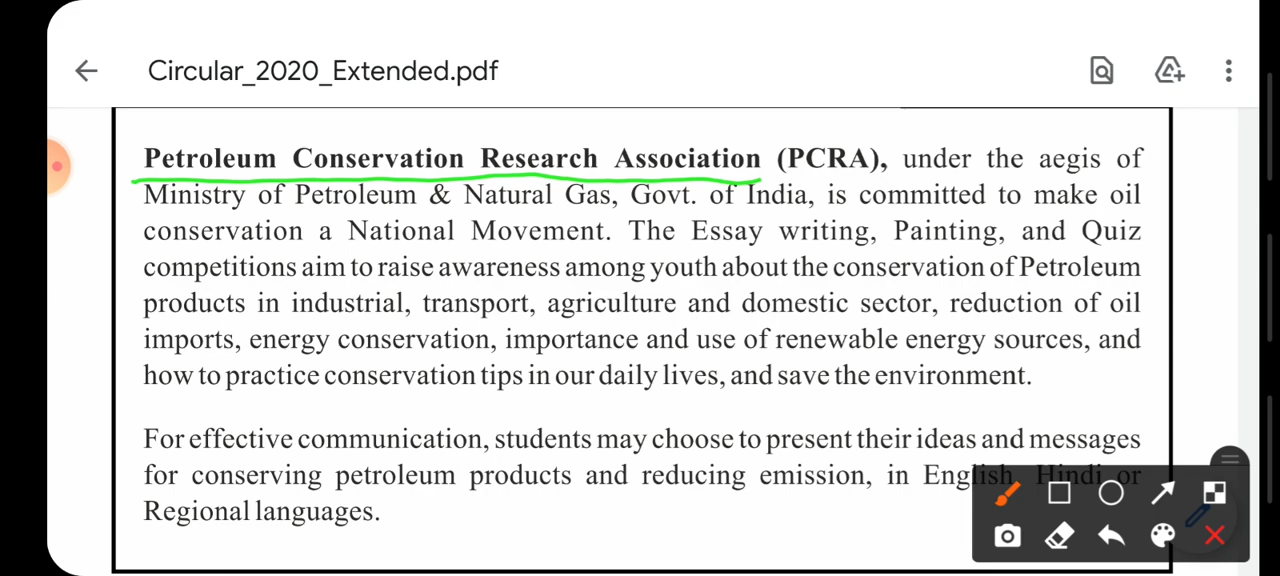 Circular_2020_Extended.pdf
Petroleum Conservation Research Association (PCRA), under the aegis of
Ministry of Petroleum & Natural Gas, Govt. of India, is committed to make oil
conservation a National Movement. The Essay writing, Painting, and Quiz
competitions aim to raise awareness among youth about the conservation of Petroleum
products in industrial, transport, agriculture and domestic sector, reduction of oil
imports, energy conservation, importance and use of renewable energy sources, and
how to practice conservation tips in our daily lives, and save the environment.
For effective communication, students may choose to present their ideas and messages
for conserving petroleum products and reducing emission, in English, Hindi or
Regional languages.